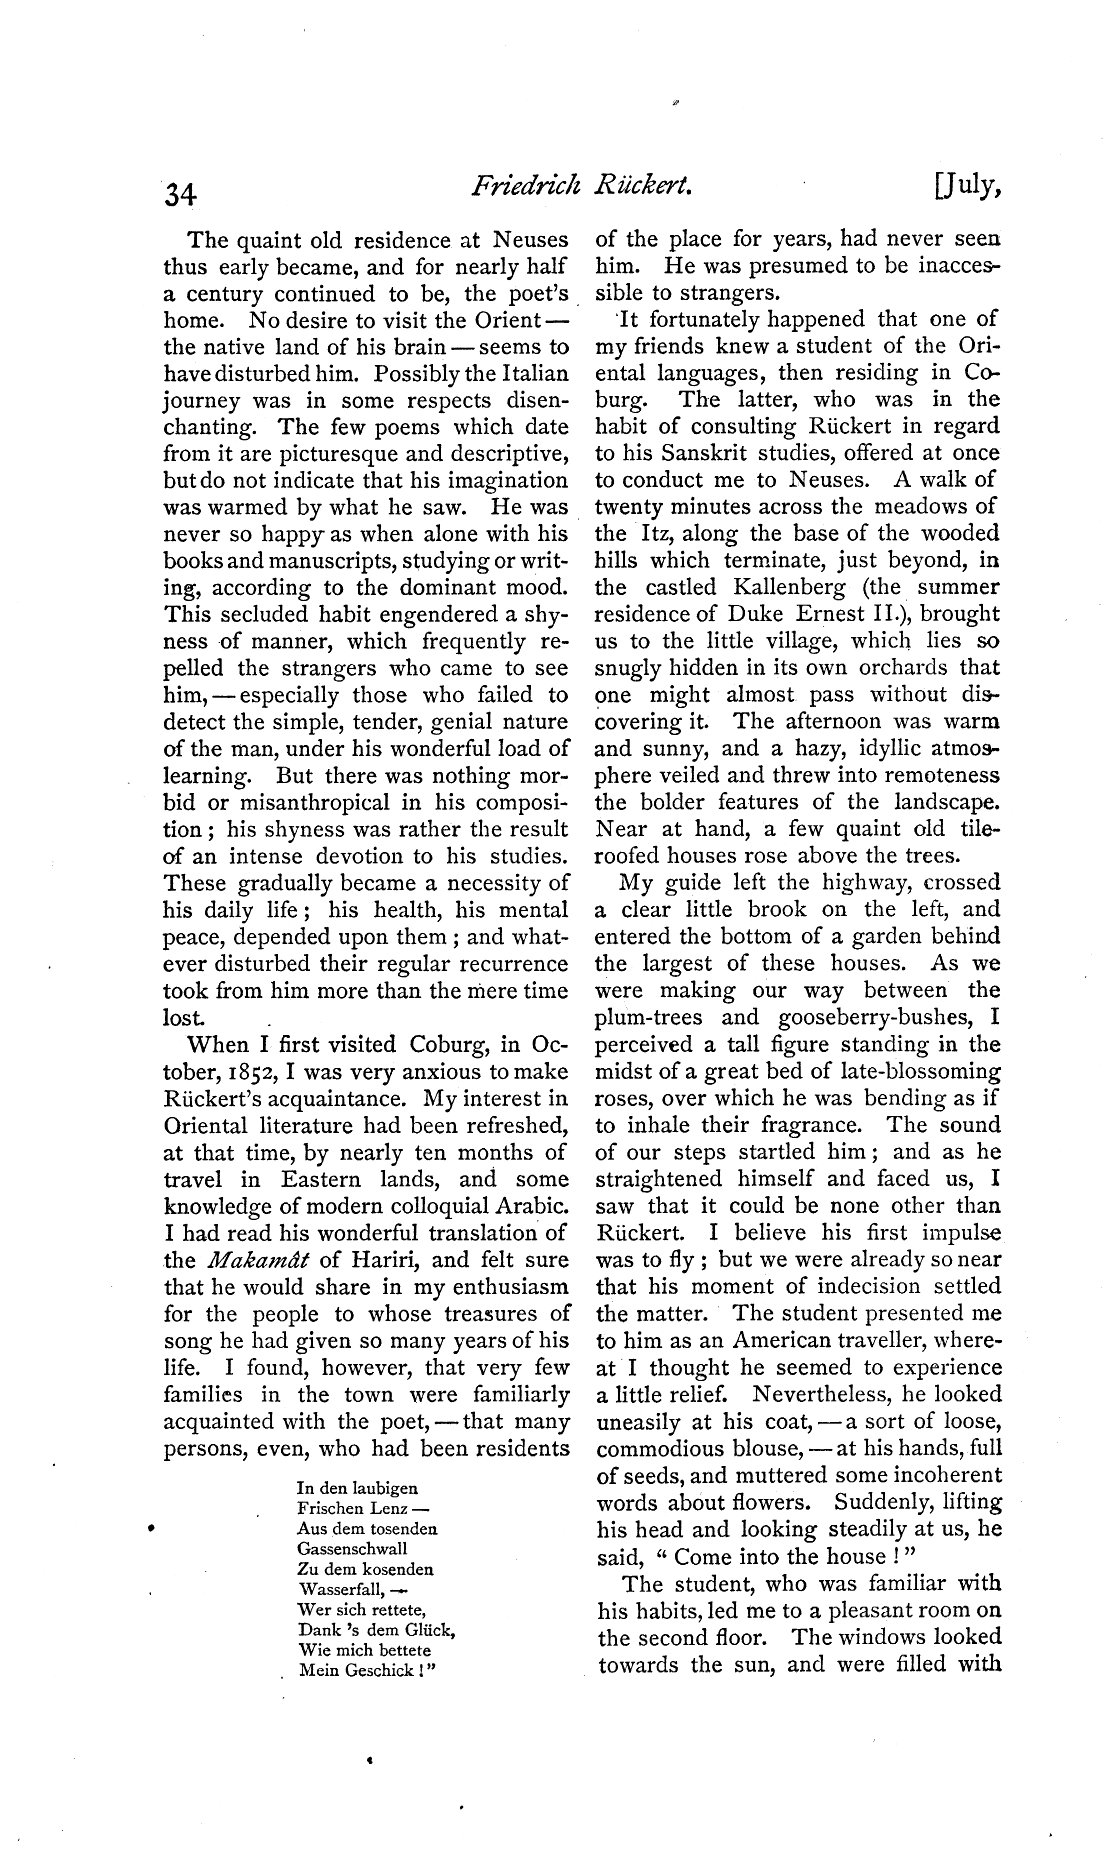 34
Friedrich Rückert.
[July,
The quaint old residence at Neuses
thus early became, and for nearly half
a century continued to be, the poet's
home. No desire to visit the Orient —
the native land of his brain — seems to
have disturbed him. Possibly the Italian
journey was in some respects disen-
chanting. The few poems which date
from it are picturesque and descriptive,
but do not indicate that his imagination
was warmed by what he saw. He was
never so happy as when alone with his
books and manuscripts, studying or writ-
ing, according to the dominant mood.
This secluded habit engendered a shy-
ness of manner, which frequently re-
pelled the strangers who came to see
him, — especially those who failed to
detect the simple, tender, genial nature
of the man, under his wonderful load of
learning. But there was nothing mor-
bid or misanthropical in his composi-
tion ; his shyness was rather the result
of an intense devotion to his studies.
These gradually became a necessity of
his daily life ; his health, his mental
peace, depended upon them ; and what-
ever disturbed their regular recurrence
took from him more than the mere time
lost.
When I first visited Coburg, in Oc-
tober, 1852, I was very anxious to make
Rückert's acquaintance. My interest in
Oriental literature had been refreshed,
at that time, by nearly ten months of
travel in Eastern lands, and some
knowledge of modern colloquial Arabic.
I had read his wonderful translation of
the Makamât of Hariri, and felt sure
that he would share in my enthusiasm
for the people to whose treasures of
song he had given so many years of his
life. I found, however, that very few
families in the town were familiarly
acquainted with the poet, — that many
persons, even, who had been residents
In den laubigen
Frischen Lenz —
Aus dem tosenden
Gassenschwall
Zu dem kosenden
Wasserfall, —
Wer sich rettete,
Dank 's dem Glück,
Wie mich bettete
Mein Geschick !”
of the place for years, had never seen
him. He was presumed to be inacces-
sible to strangers.
It fortunately happened that one of
my friends knew a student of the Ori-
ental languages, then residing in Co-
burg. The latter, who was in the
habit of consulting Rückert in regard
to his Sanskrit studies, offered at once
to conduct me to Neuses. A walk of
twenty minutes across the meadows of
the Itz, along the base of the wooded
hills which terminate, just beyond, in
the castled Kallenberg (the summer
residence of Duke Ernest II.), brought
us to the little village, which lies so
snugly hidden in its own orchards that
one might almost pass without dis-
covering it. The afternoon was warm
and sunny, and a hazy, idyllic atmos-
phere veiled and threw into remoteness
the bolder features of the landscape.
Near at hand, a few quaint old tile-
roofed houses rose above the trees.
My guide left the highway, crossed
a clear little brook on the left, and
entered the bottom of a garden behind
the largest of these houses. As we
were making our way between the
plum-trees and gooseberry-bushes, I
perceived a tall figure standing in the
midst of a great bed of late-blossoming
roses, over which he was bending as if
to inhale their fragrance. The sound
of our steps startled him ; and as he
straightened himself and faced us, I
saw that it could be none other than
Rückert. I believe his first impulse
was to fly ; but we were already so near
that his moment of indecision settled
the matter. The student presented me
to him as an American traveller, where-
at I thought he seemed to experience
a little relief. Nevertheless, he looked
uneasily at his coat, — a sort of loose,
commodious blouse, — at his hands, full
of seeds, and muttered some incoherent
words about flowers. Suddenly, lifting
his head and looking steadily at us, he
said, “ Come into the house ! ”
The student, who was familiar with
his habits, led me to a pleasant room on
the second floor. The windows looked
towards the sun, and were filled with